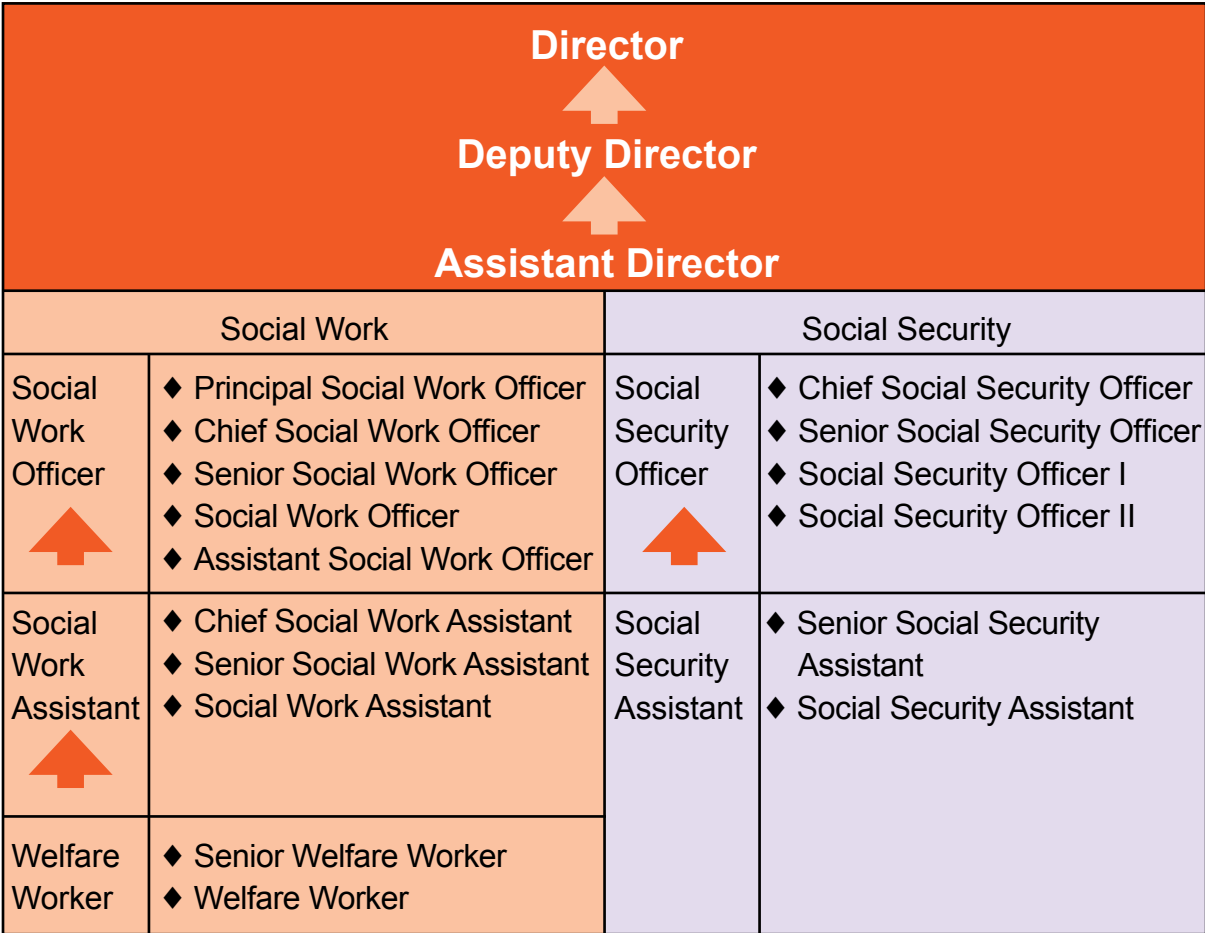 Director
Deputy Director
Assistant Director
Social Work
Social
Work
Officer
♦ Principal Social Work Officer
♦ Chief Social Work Officer
♦ Senior Social Work Officer
♦ Social Work Officer
♦ Assistant Social Work Officer
Social
Work
Assistant
♦ Chief Social Work Assistant
♦ Senior Social Work Assistant
♦ Social Work Assistant
Welfare
Worker
♦ Senior Welfare Worker
♦ Welfare Worker
Social Security
Social
Security
Officer
♦ Chief Social Security Officer
♦ Senior Social Security Officer
♦ Social Security Officer I
♦ Social Security Officer II
Social
Security
Assistant
♦ Senior Social Security
Assistant
♦ Social Security Assistant